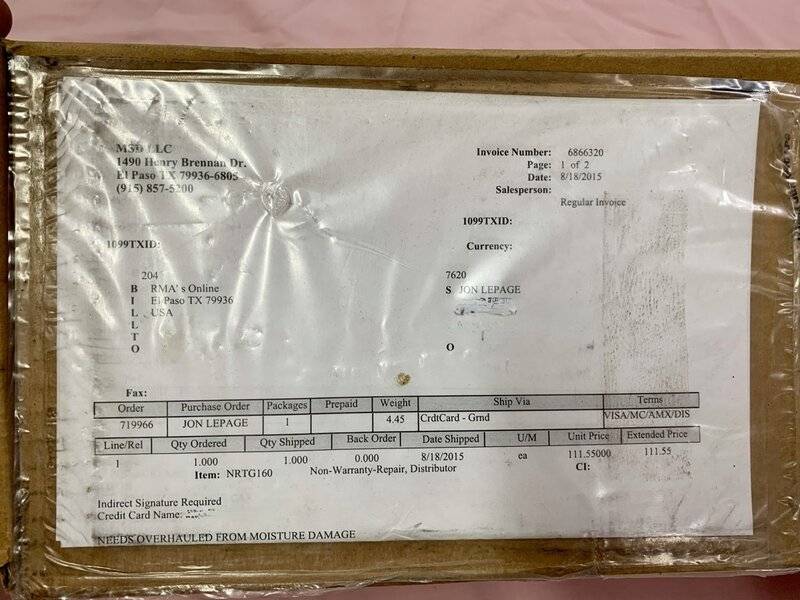 MSD LLC
1490 Henry Brennan Dr.
El Paso TX 79936-6805
(915) 857-5200
Invoice Number: 6866320
Page: 1 of 2
Date: 8/18/2015
Salesperson:
Regular Invoice
1099TXID:
1099TXID:
Currency:
204
B RMA's Online
I El Paso TX 79936
L USA
L
T
O
7620
S JON LEPAGE
O
Fax:
Order Purchase Order Packages Prepaid Weight Ship Via Terms
719966 JON LEPAGE 1 4.45 CrdtCard - Grnd VISA/MC/AMX/DIS
Line/Rel Qty Ordered Qty Shipped Back Order Date Shipped U/M Unit Price Extended Price
1 1.000 1.000 0.000 8/18/2015 ea 111.55000 111.55
Item: NRTG160 Non-Warranty-Repair, Distributor CI:
Indirect Signature Required
Credit Card Name:
NEEDS OVERHAULED FROM MOISTURE DAMAGE